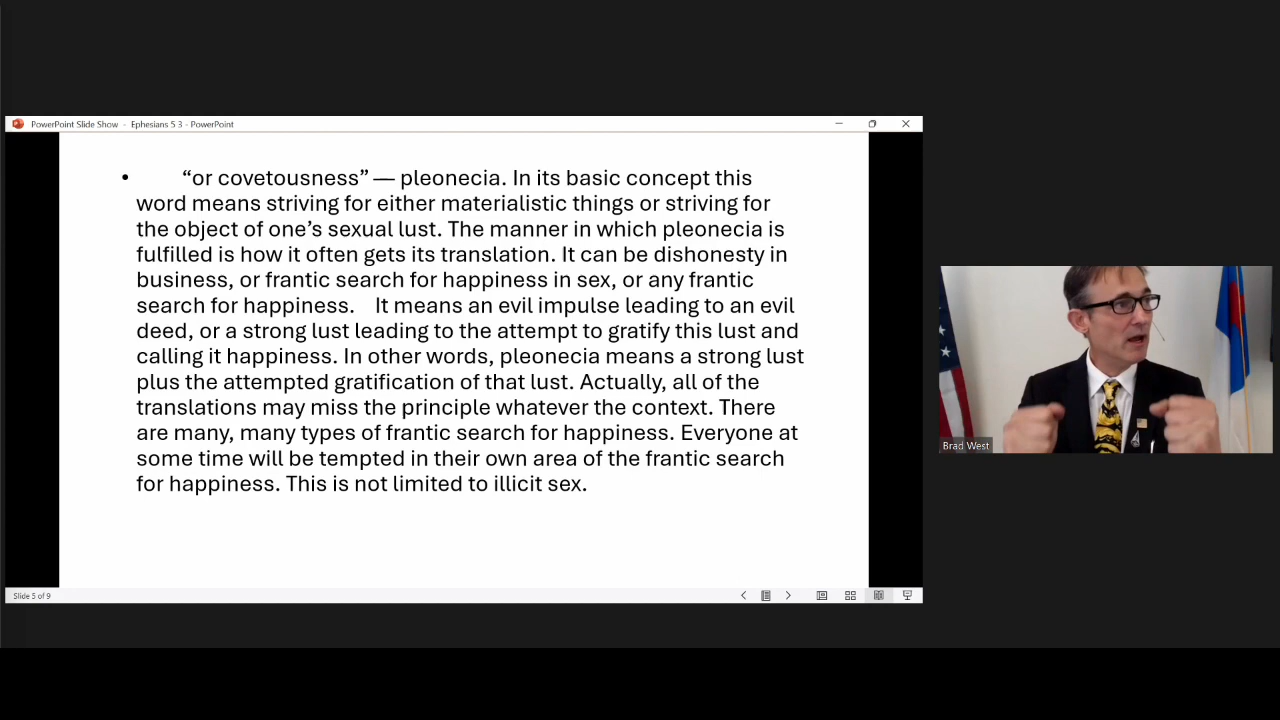 PowerPoint Slide Show - Ephesians 5 3 - PowerPoint
• “or covetousness” — pleonecia. In its basic concept this
word means striving for either materialistic things or striving for
the object of one’s sexual lust. The manner in which pleonecia is
fulfilled is how it often gets its translation. It can be dishonesty in
business, or frantic search for happiness in sex, or any frantic
search for happiness. It means an evil impulse leading to an evil
deed, or a strong lust leading to the attempt to gratify this lust and
calling it happiness. In other words, pleonecia means a strong lust
plus the attempted gratification of that lust. Actually, all of the
translations may miss the principle whatever the context. There
are many, many types of frantic search for happiness. Everyone at
some time will be tempted in their own area of the frantic search
for happiness. This is not limited to illicit sex.
Brad West
Slide 5 of 9